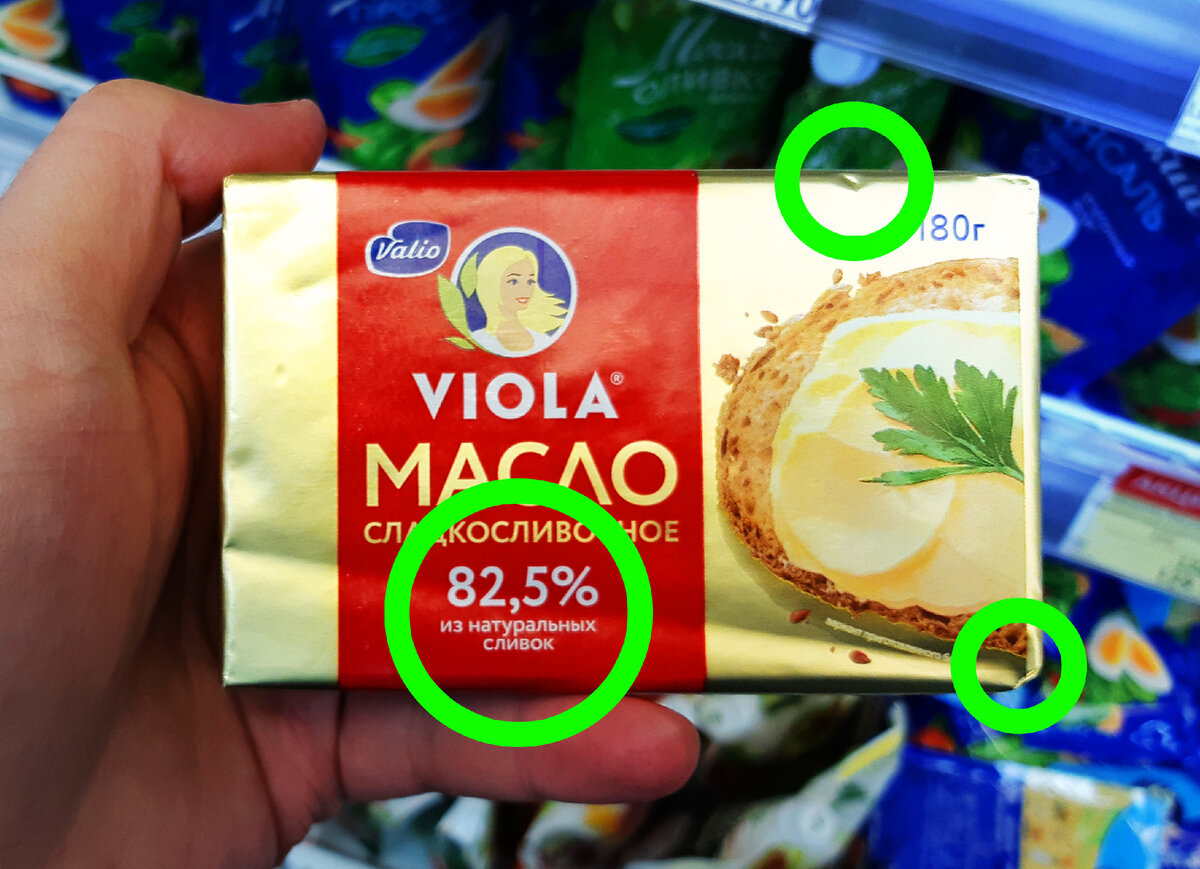 Valio
180г
VIOLA®
МАСЛО
СЛАДКОСЛИВОЧНОЕ
82,5%
из натуральных
сливок